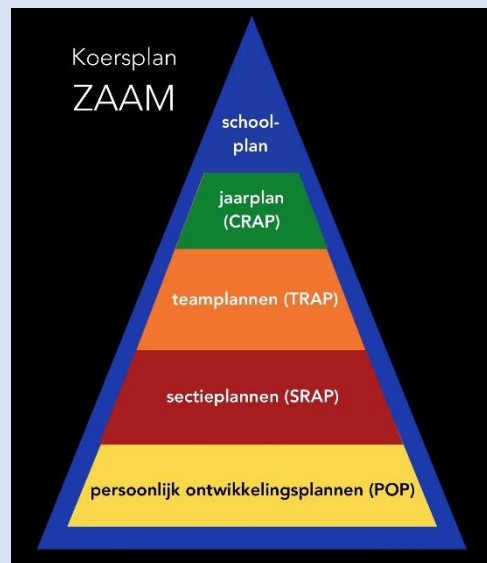 Koersplan
ZAAM
school-
plan
jaarplan
(CRAP)
teamplannen (TRAP)
sectieplannen (SRAP)
persoonlijk ontwikkelingsplannen (POP)